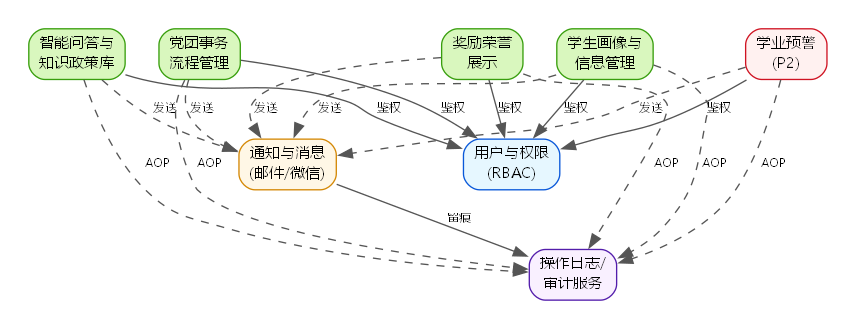 智能问答与
知识政策库
党团事务
流程管理
奖励荣誉
展示
学生画像与
信息管理
学业预警
(P2)
发送
发送
发送
鉴权
鉴权
鉴权
鉴权
发送
发送
鉴权
通知与消息
(邮件/微信)
用户与权限
(RBAC)
AOP
AOP
AOP
AOP
AOP
留痕
操作日志/
审计服务